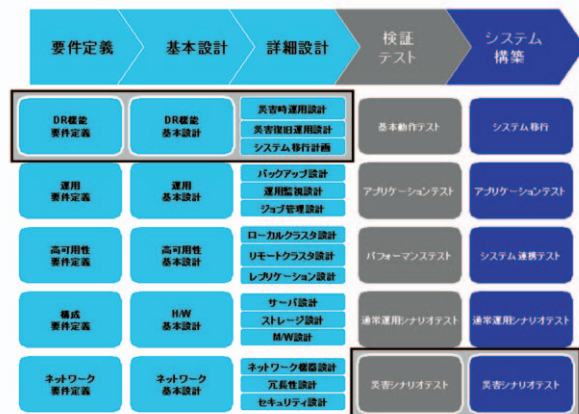 要件定義
基本設計
詳細設計
検証
テスト
システム
構築
DR機能
要件定義
DR機能
基本設計
災害時運用設計
災害復旧運用設計
システム移行計画
基本動作テスト
システム移行
運用
要件定義
運用
基本設計
バックアップ設計
運用監視設計
ジョブ管理設計
アプリケーションテスト
アプリケーションテスト
高可用性
要件定義
高可用性
基本設計
ローカルクラスタ設計
リモートクラスタ設計
レプリケーション設計
パフォーマンステスト
システム連携テスト
構成
要件定義
H/W
基本設計
サーバ設計
ストレージ設計
M/W設計
通常運用シナリオテスト
通常運用シナリオテスト
ネットワーク
要件定義
ネットワーク
基本設計
ネットワーク機器設計
冗長性設計
セキュリティ設計
災害シナリオテスト
災害シナリオテスト